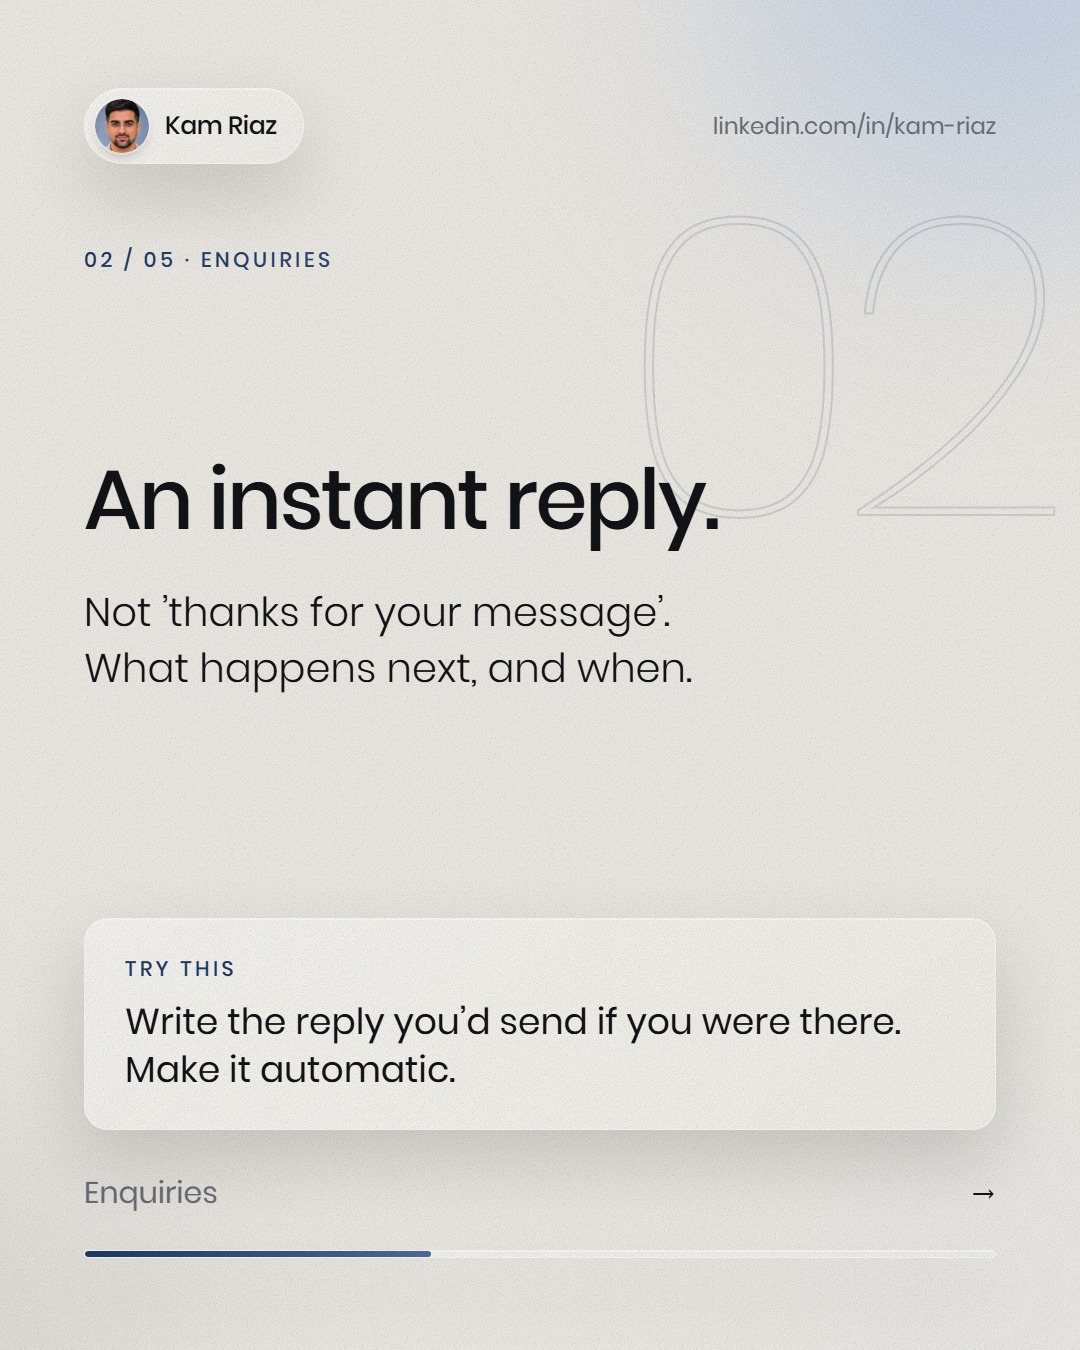 Kam Riaz
linkedin.com/in/kam-riaz
02 / 05 · ENQUIRIES
02
An instant reply.
Not ’thanks for your message’.
What happens next, and when.
TRY THIS
Write the reply you’d send if you were there.
Make it automatic.
Enquiries
→